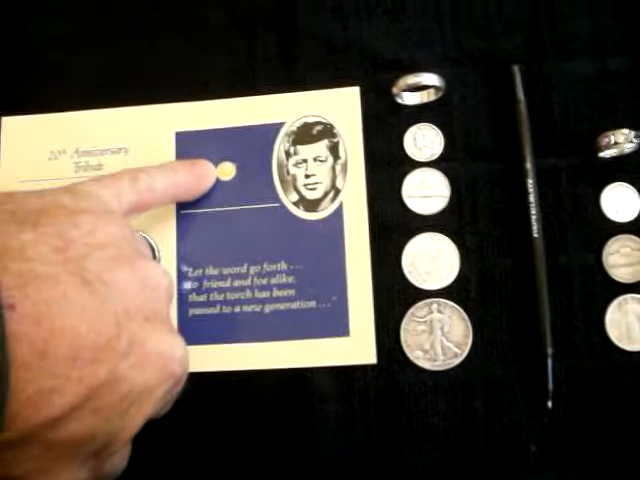 20th Anniversary
Tribute
"Let the word go forth ...
to friend and foe alike,
that the torch has been
passed to a new generation ..."